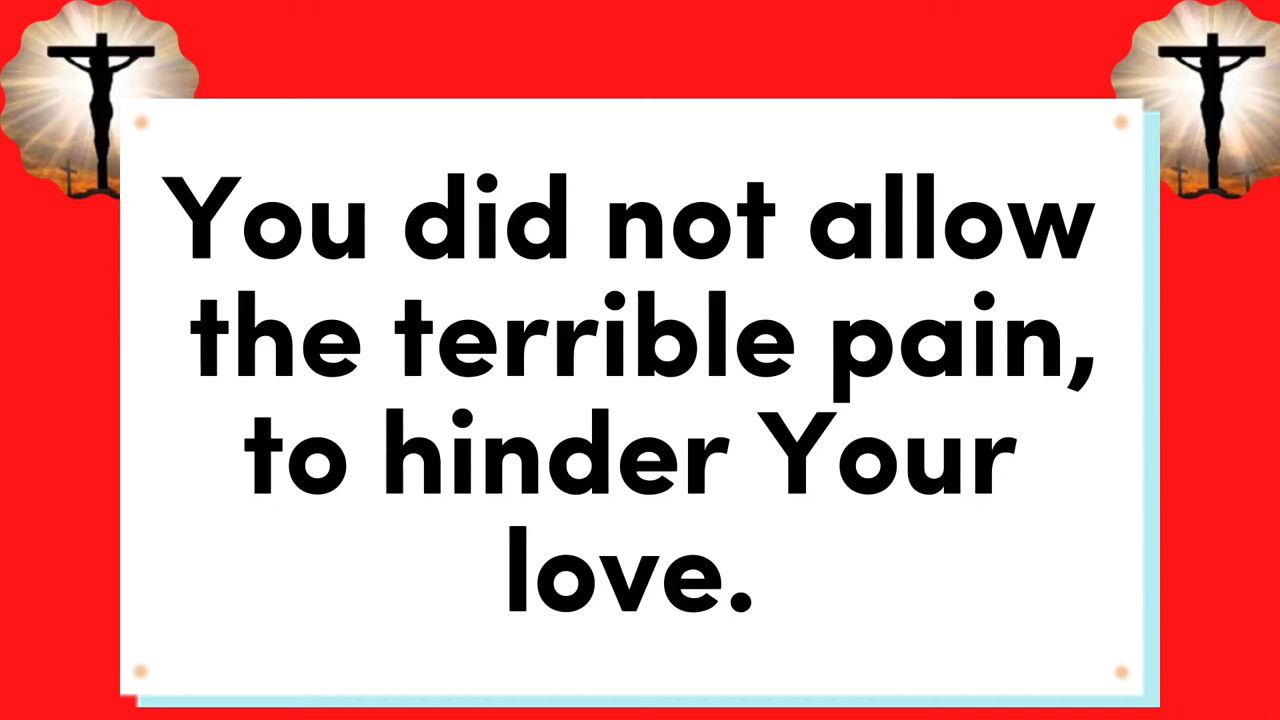 You did not allow
the terrible pain,
to hinder Your
love.